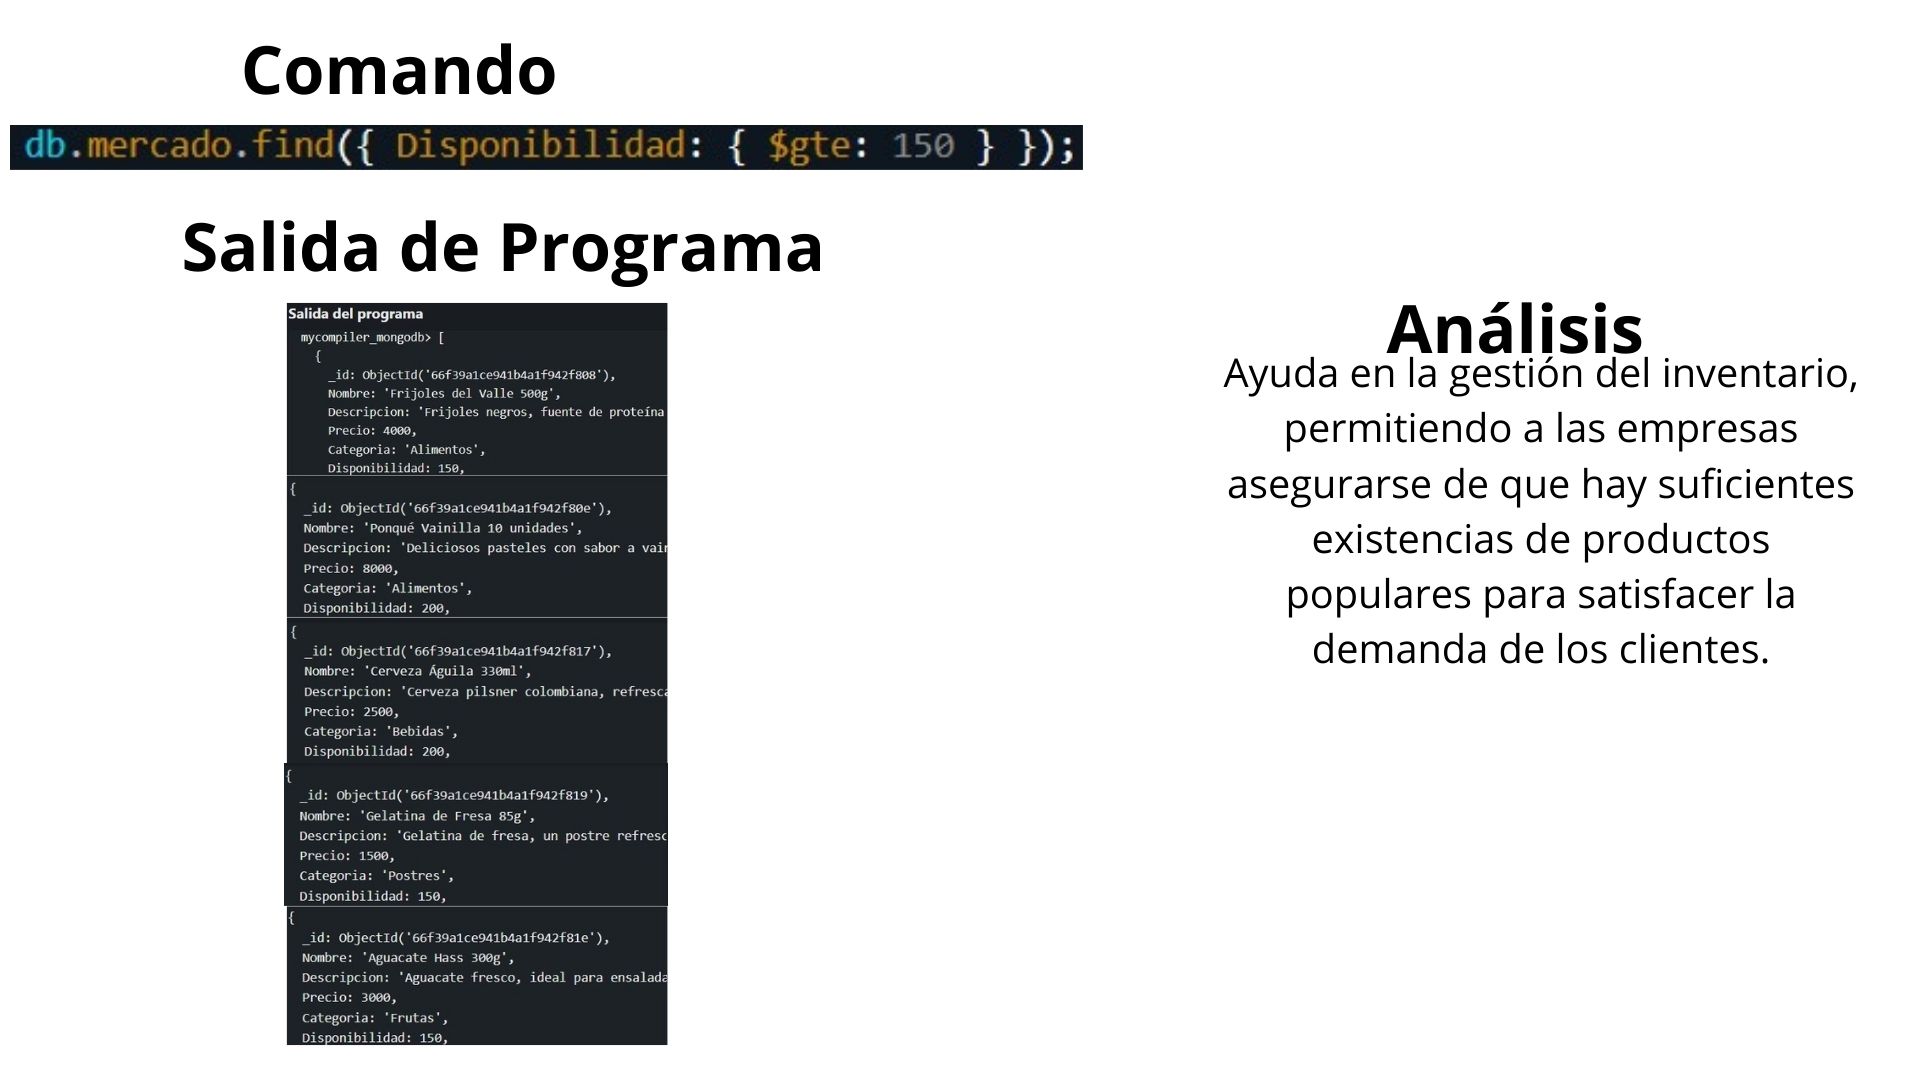 Comando
db.mercado.find({ Disponibilidad: { $gte: 150 } });
Salida de Programa
Salida del programa
mycompiler_mongodb> [
{
_id: ObjectId('66f39a1ce941b4a1f942f808'),
Nombre: 'Frijoles del Valle 500g',
Descripcion: 'Frijoles negros, fuente de proteína
Precio: 4000,
Categoria: 'Alimentos',
Disponibilidad: 150,
{
_id: ObjectId('66f39a1ce941b4a1f942f80e'),
Nombre: 'Ponqué Vainilla 10 unidades',
Descripcion: 'Deliciosos pasteles con sabor a vain
Precio: 8000,
Categoria: 'Alimentos',
Disponibilidad: 200,
{
_id: ObjectId('66f39a1ce941b4a1f942f817'),
Nombre: 'Cerveza Águila 330ml',
Descripcion: 'Cerveza pilsner colombiana, refresca
Precio: 2500,
Categoria: 'Bebidas',
Disponibilidad: 200,
{
_id: ObjectId('66f39a1ce941b4a1f942f819'),
Nombre: 'Gelatina de Fresa 85g',
Descripcion: 'Gelatina de fresa, un postre refresc
Precio: 1500,
Categoria: 'Postres',
Disponibilidad: 150,
{
_id: ObjectId('66f39a1ce941b4a1f942f81e'),
Nombre: 'Aguacate Hass 300g',
Descripcion: 'Aguacate fresco, ideal para ensalada
Precio: 3000,
Categoria: 'Frutas',
Disponibilidad: 150,
Análisis
Ayuda en la gestión del inventario,
permitiendo a las empresas
asegurarse de que hay suficientes
existencias de productos
populares para satisfacer la
demanda de los clientes.